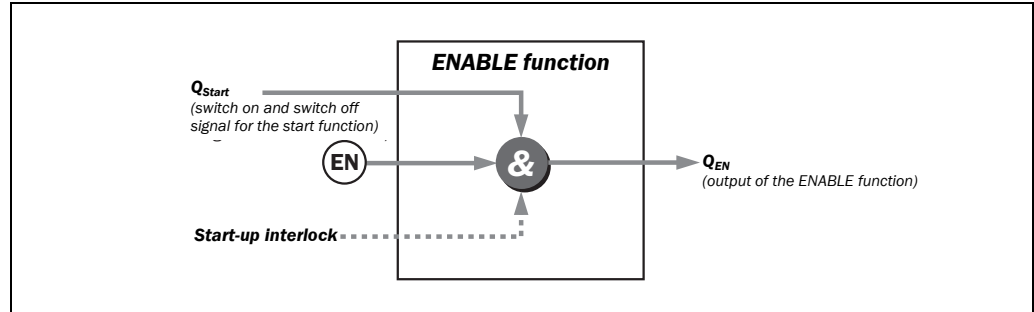 ENABLE function
QStart
(switch on and switch off
signal for the start function)
EN
&
QEN
(output of the ENABLE function)
Start-up interlock